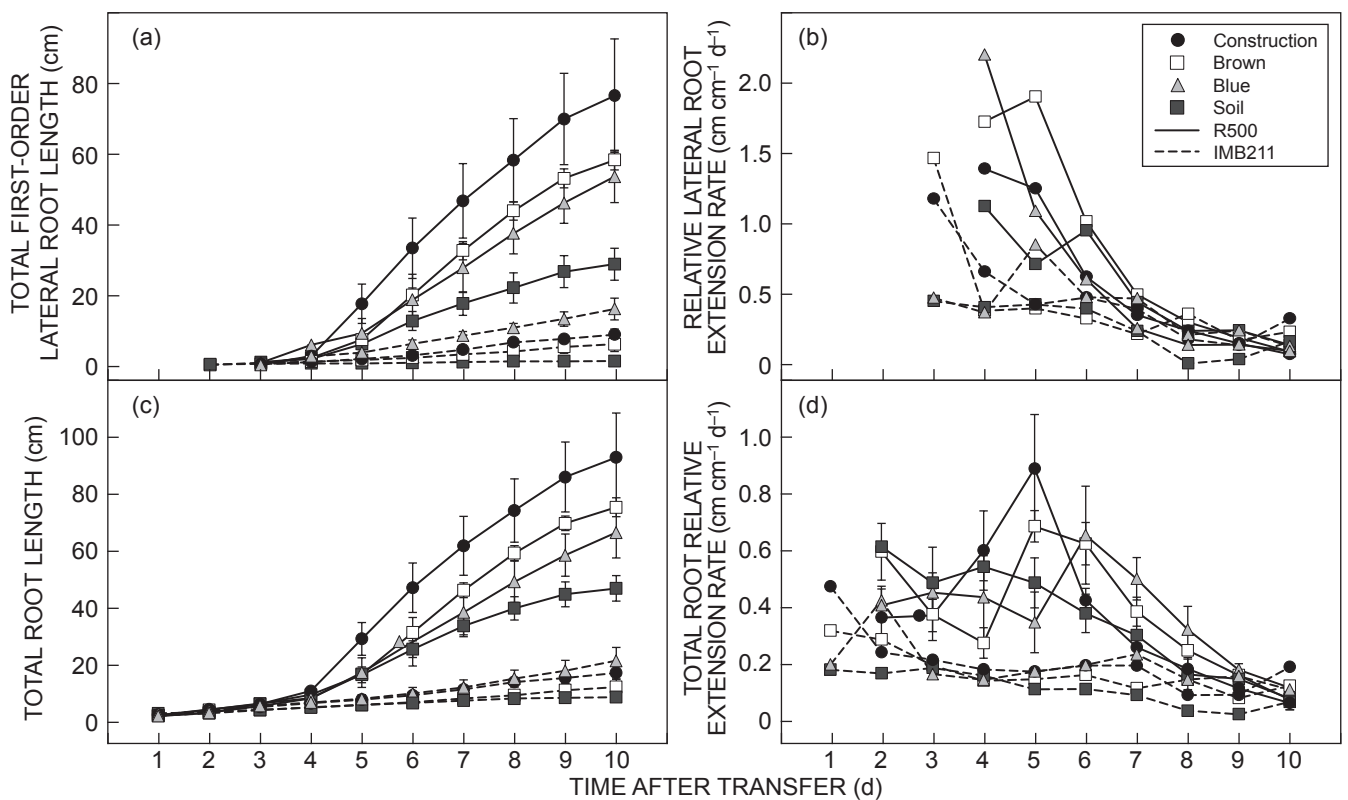 (a)
TOTAL FIRST-ORDER
LATERAL ROOT LENGTH (cm)
80
60
40
20
0
(b)
RELATIVE LATERAL ROOT
EXTENSION RATE (cm cm⁻¹ d⁻¹)
2.0
1.5
1.0
0.5
0
Construction
Brown
Blue
Soil
R500
IMB211
(c)
TOTAL ROOT LENGTH (cm)
100
80
60
40
20
0
1 2 3 4 5 6 7 8 9 10
(d)
TOTAL ROOT RELATIVE
EXTENSION RATE (cm cm⁻¹ d⁻¹)
1.0
0.8
0.6
0.4
0.2
0
1 2 3 4 5 6 7 8 9 10
TIME AFTER TRANSFER (d)